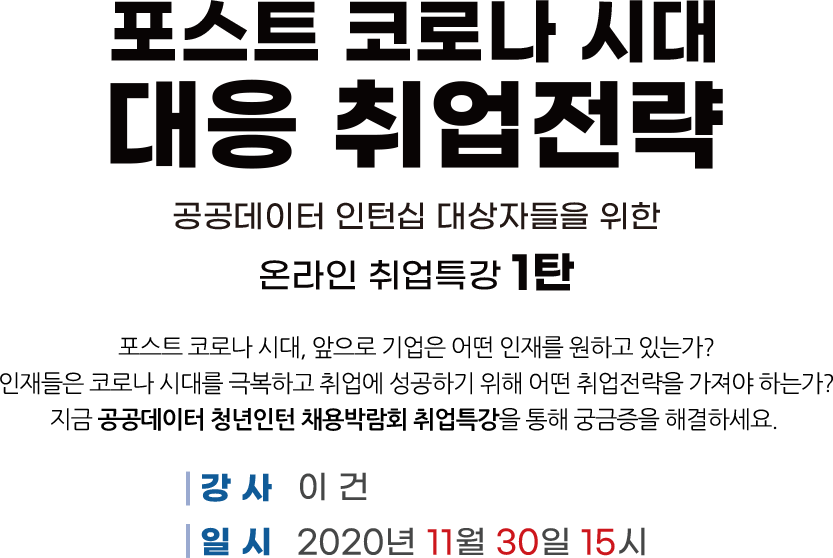 포스트 코로나 시대
대응 취업전략
공공데이터 인턴십 대상자들을 위한
온라인 취업특강 1탄
포스트 코로나 시대, 앞으로 기업은 어떤 인재를 원하고 있는가?
인재들은 코로나 시대를 극복하고 취업에 성공하기 위해 어떤 취업전략을 가져야 하는가?
지금 공공데이터 청년인턴 채용박람회 취업특강을 통해 궁금증을 해결하세요.
강 사 이 건
일 시 2020년 11월 30일 15시